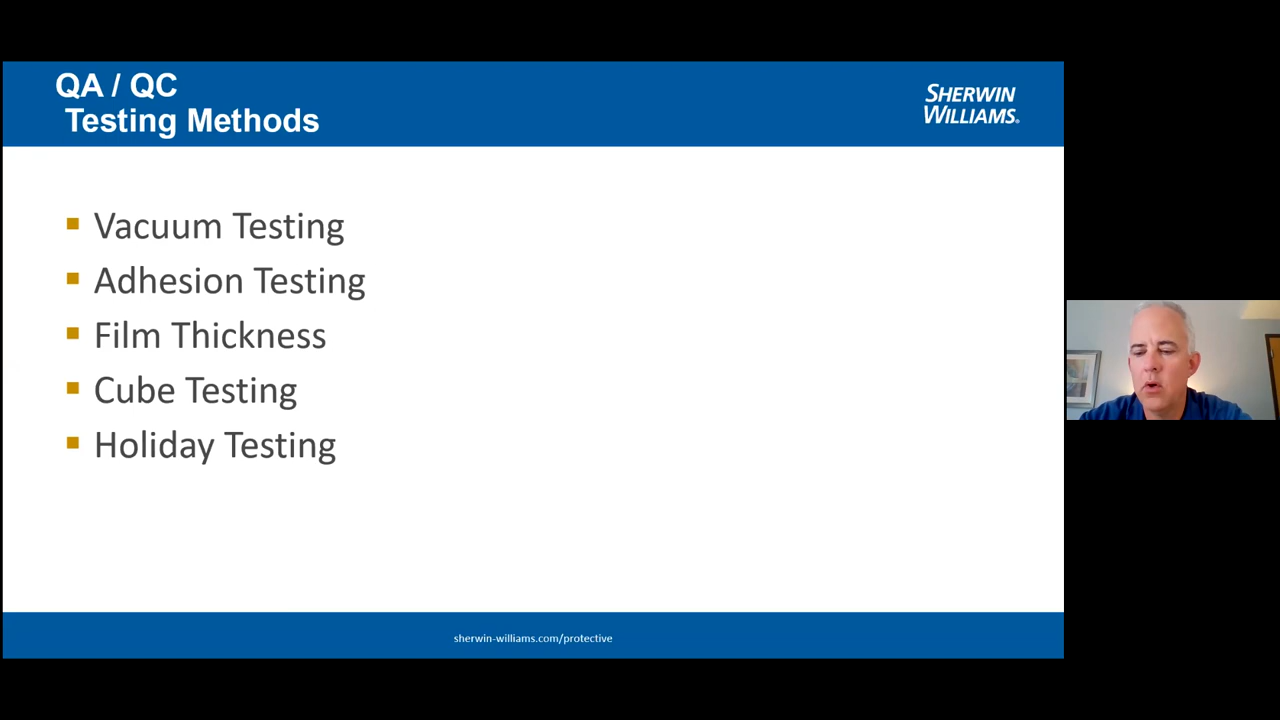 QA / QC
Testing Methods
SHERWIN
WILLIAMS®
▪ Vacuum Testing
▪ Adhesion Testing
▪ Film Thickness
▪ Cube Testing
▪ Holiday Testing
sherwin-williams.com/protective